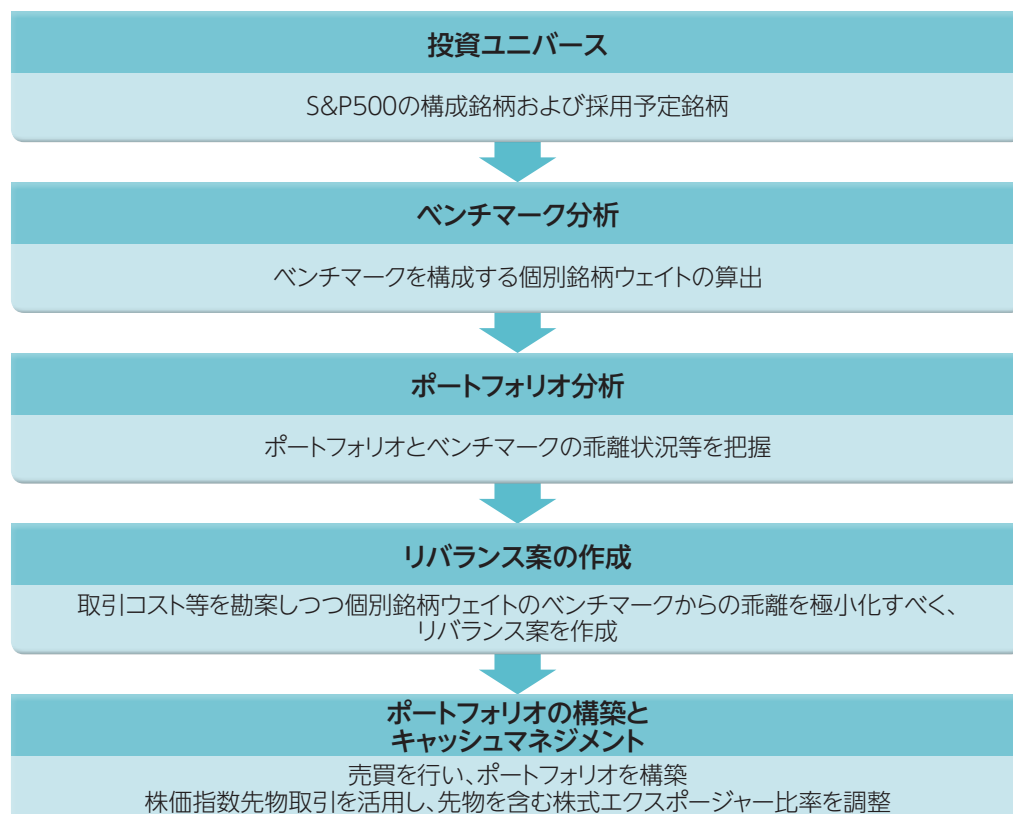 投資ユニバース
S&P500の構成銘柄および採用予定銘柄
ベンチマーク分析
ベンチマークを構成する個別銘柄ウェイトの算出
ポートフォリオ分析
ポートフォリオとベンチマークの乖離状況等を把握
リバランス案の作成
取引コスト等を勘案しつつ個別銘柄ウェイトのベンチマークからの乖離を極小化すべく、
リバランス案を作成
ポートフォリオの構築と
キャッシュマネジメント
売買を行い、ポートフォリオを構築
株価指数先物取引を活用し、先物を含む株式エクスポージャー比率を調整